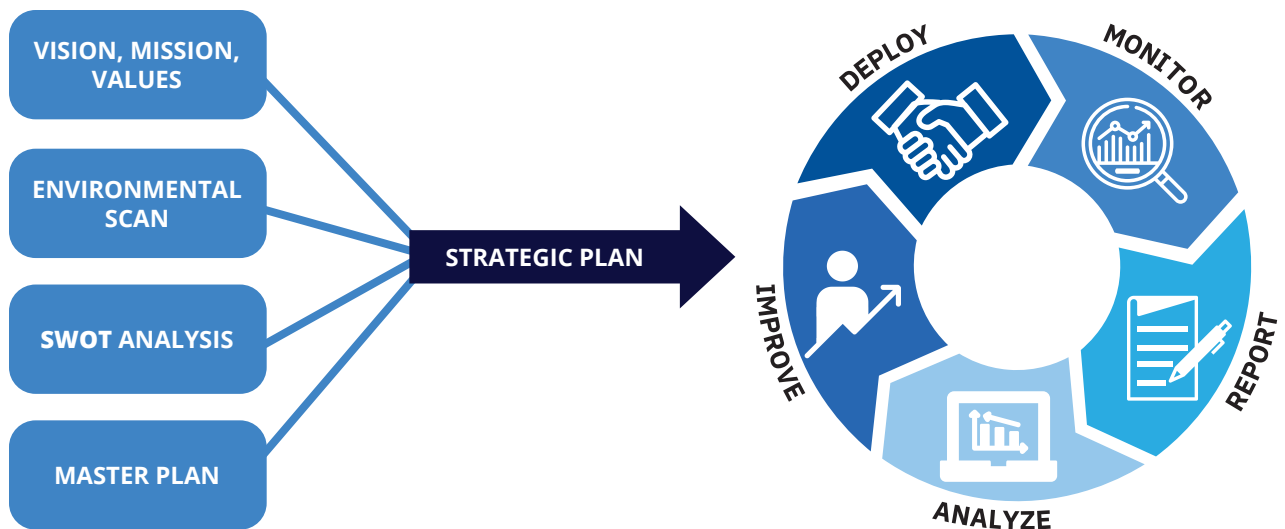 VISION, MISSION,
VALUES
ENVIRONMENTAL
SCAN
SWOT ANALYSIS
MASTER PLAN
STRATEGIC PLAN
DEPLOY
MONITOR
REPORT
ANALYZE
IMPROVE